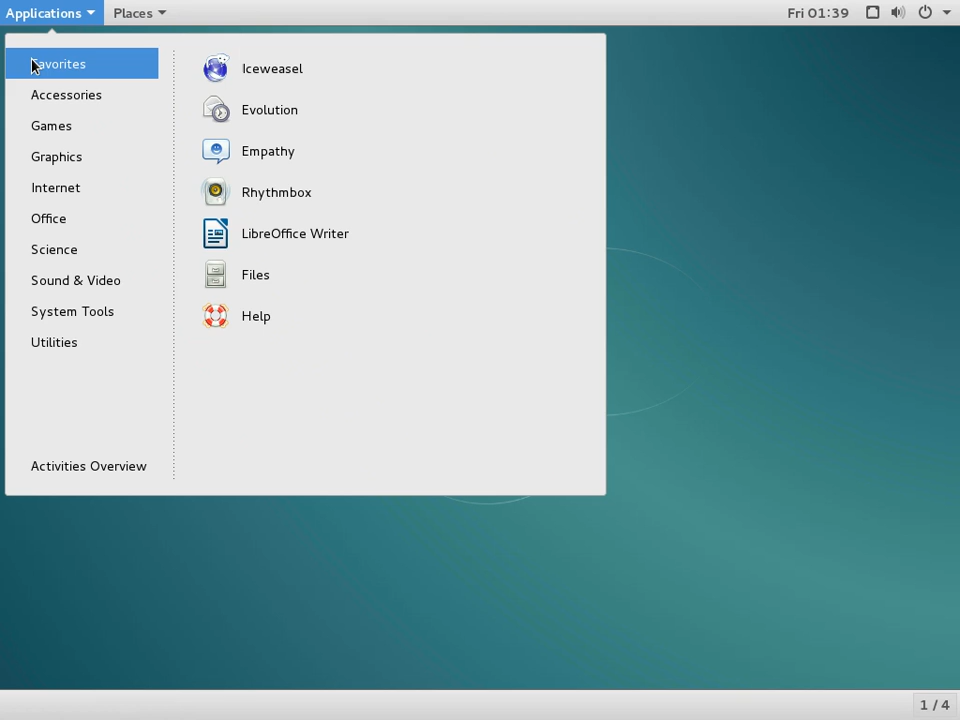 Applications Places Fri 01:39
Favorites
Accessories
Games
Graphics
Internet
Office
Science
Sound & Video
System Tools
Utilities
Activities Overview
Iceweasel
Evolution
Empathy
Rhythmbox
LibreOffice Writer
Files
Help
1 / 4